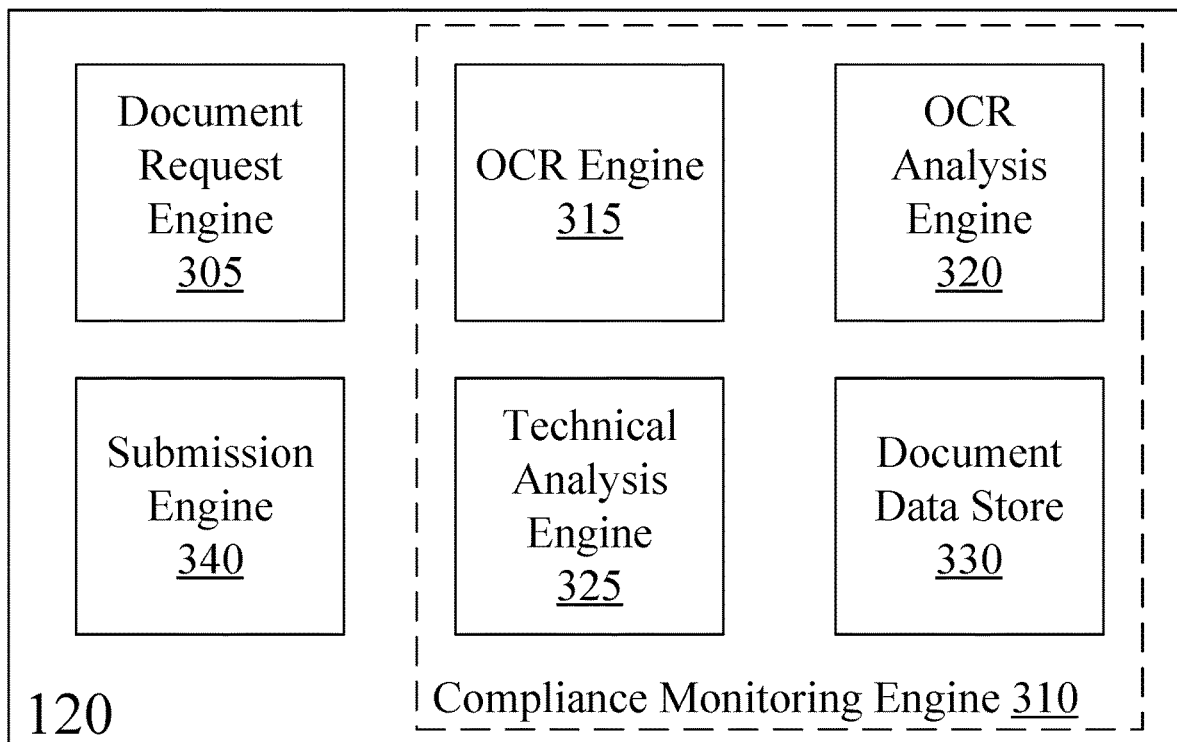 Document
Request
Engine
305
OCR Engine
315
OCR
Analysis
Engine
320
Submission
Engine
340
Technical
Analysis
Engine
325
Document
Data Store
330
120
Compliance Monitoring Engine 310